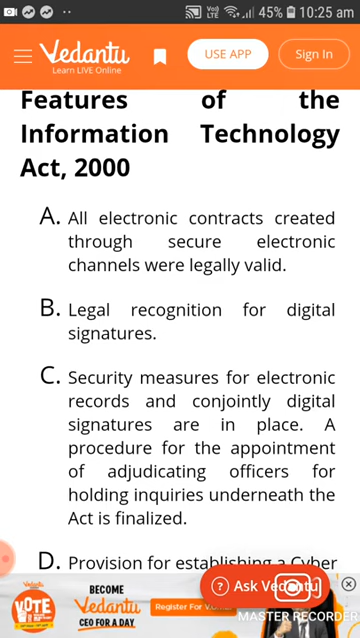 Voo LTE 45% 10:25 am
Vedantu
Learn LIVE Online
USE APP
Sign In
Features of the
Information Technology
Act, 2000
A. All electronic contracts created
through secure electronic
channels were legally valid.
B. Legal recognition for digital
signatures.
C. Security measures for electronic
records and conjointly digital
signatures are in place. A
procedure for the appointment
of adjudicating officers for
holding inquiries underneath the
Act is finalized.
D. Provision for establishing a Cyber
? Ask Vedantu
Vedantu
VOTE
BECOME
Vedantu
CEO FOR A DAY
MASTER RECORDER